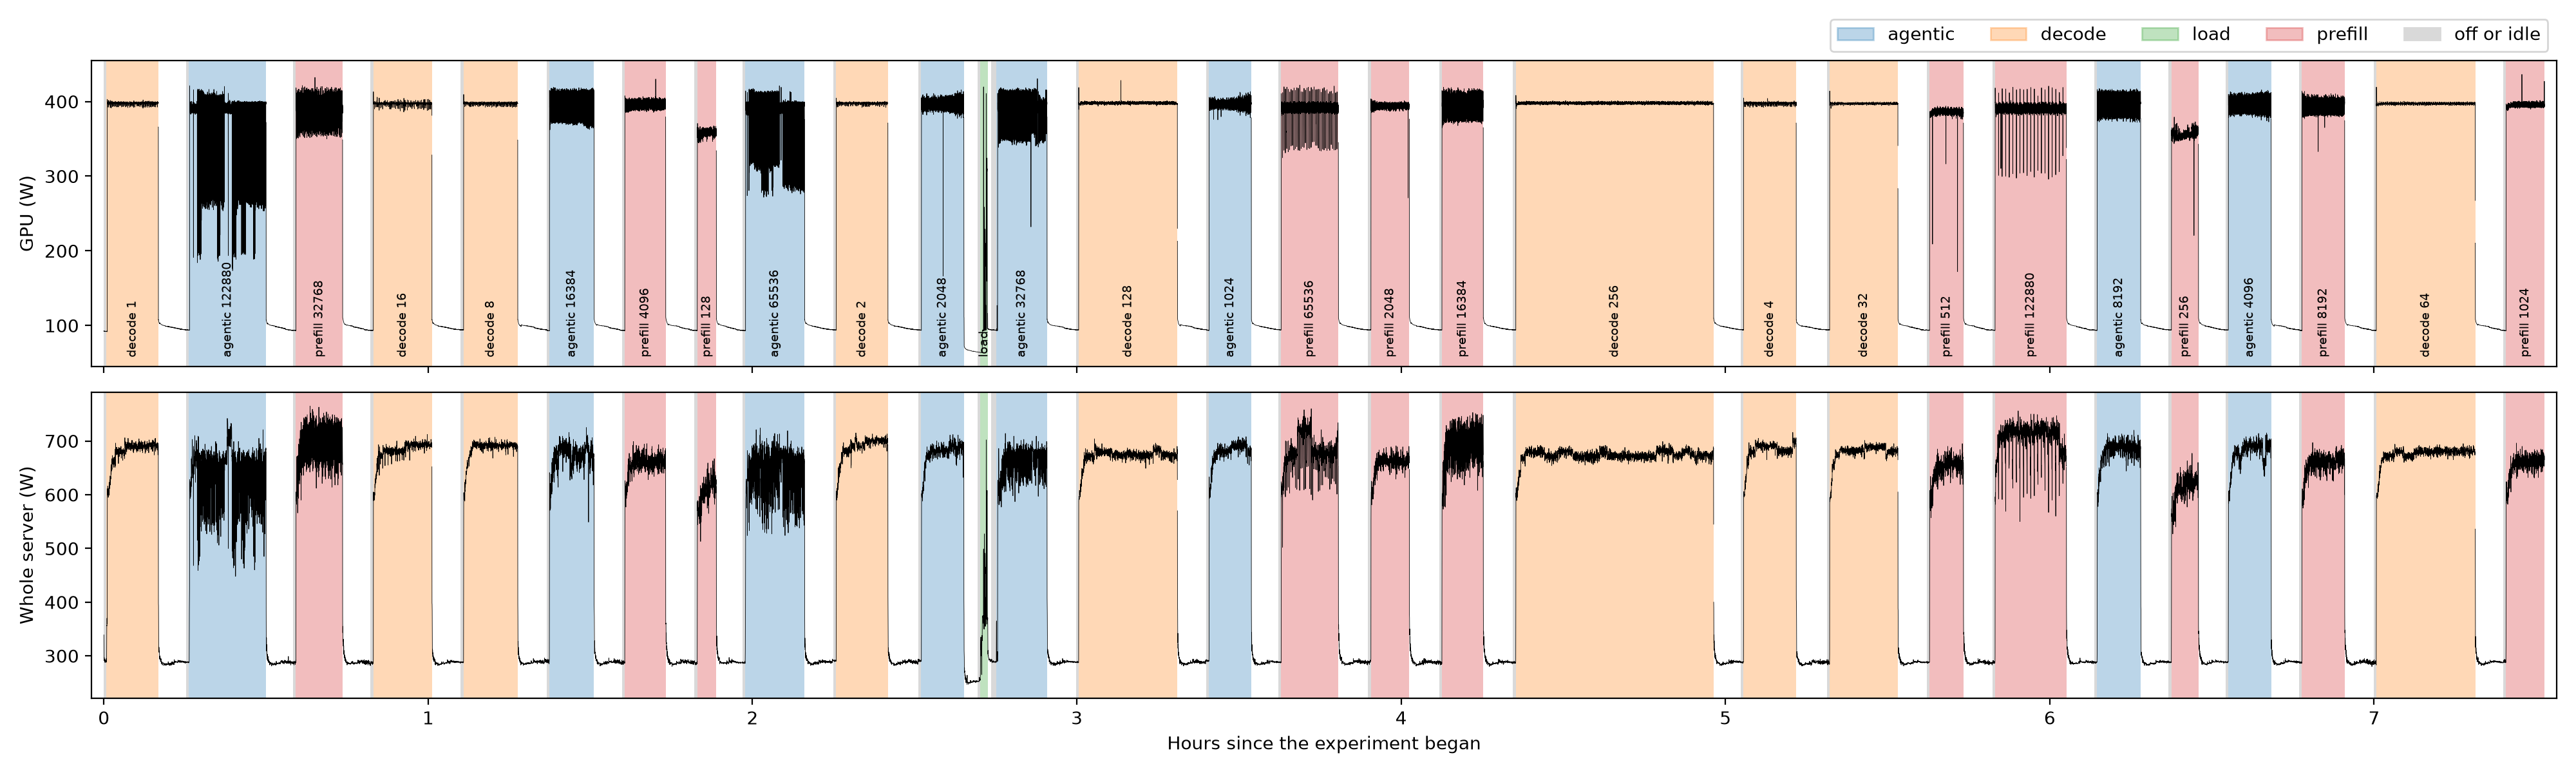 agentic decode load prefill off or idle
GPU (W)
400
300
200
100
decode 1
agentic 122880
prefill 32768
decode 16
decode 8
agentic 16384
prefill 4096
prefill 128
agentic 65536
decode 2
agentic 2048
load
agentic 32768
decode 128
agentic 1024
prefill 65536
prefill 2048
prefill 16384
decode 256
decode 4
decode 32
prefill 512
prefill 122880
agentic 8192
prefill 256
agentic 4096
prefill 8192
decode 64
prefill 1024
Whole server (W)
700
600
500
400
300
0 1 2 3 4 5 6 7
Hours since the experiment began